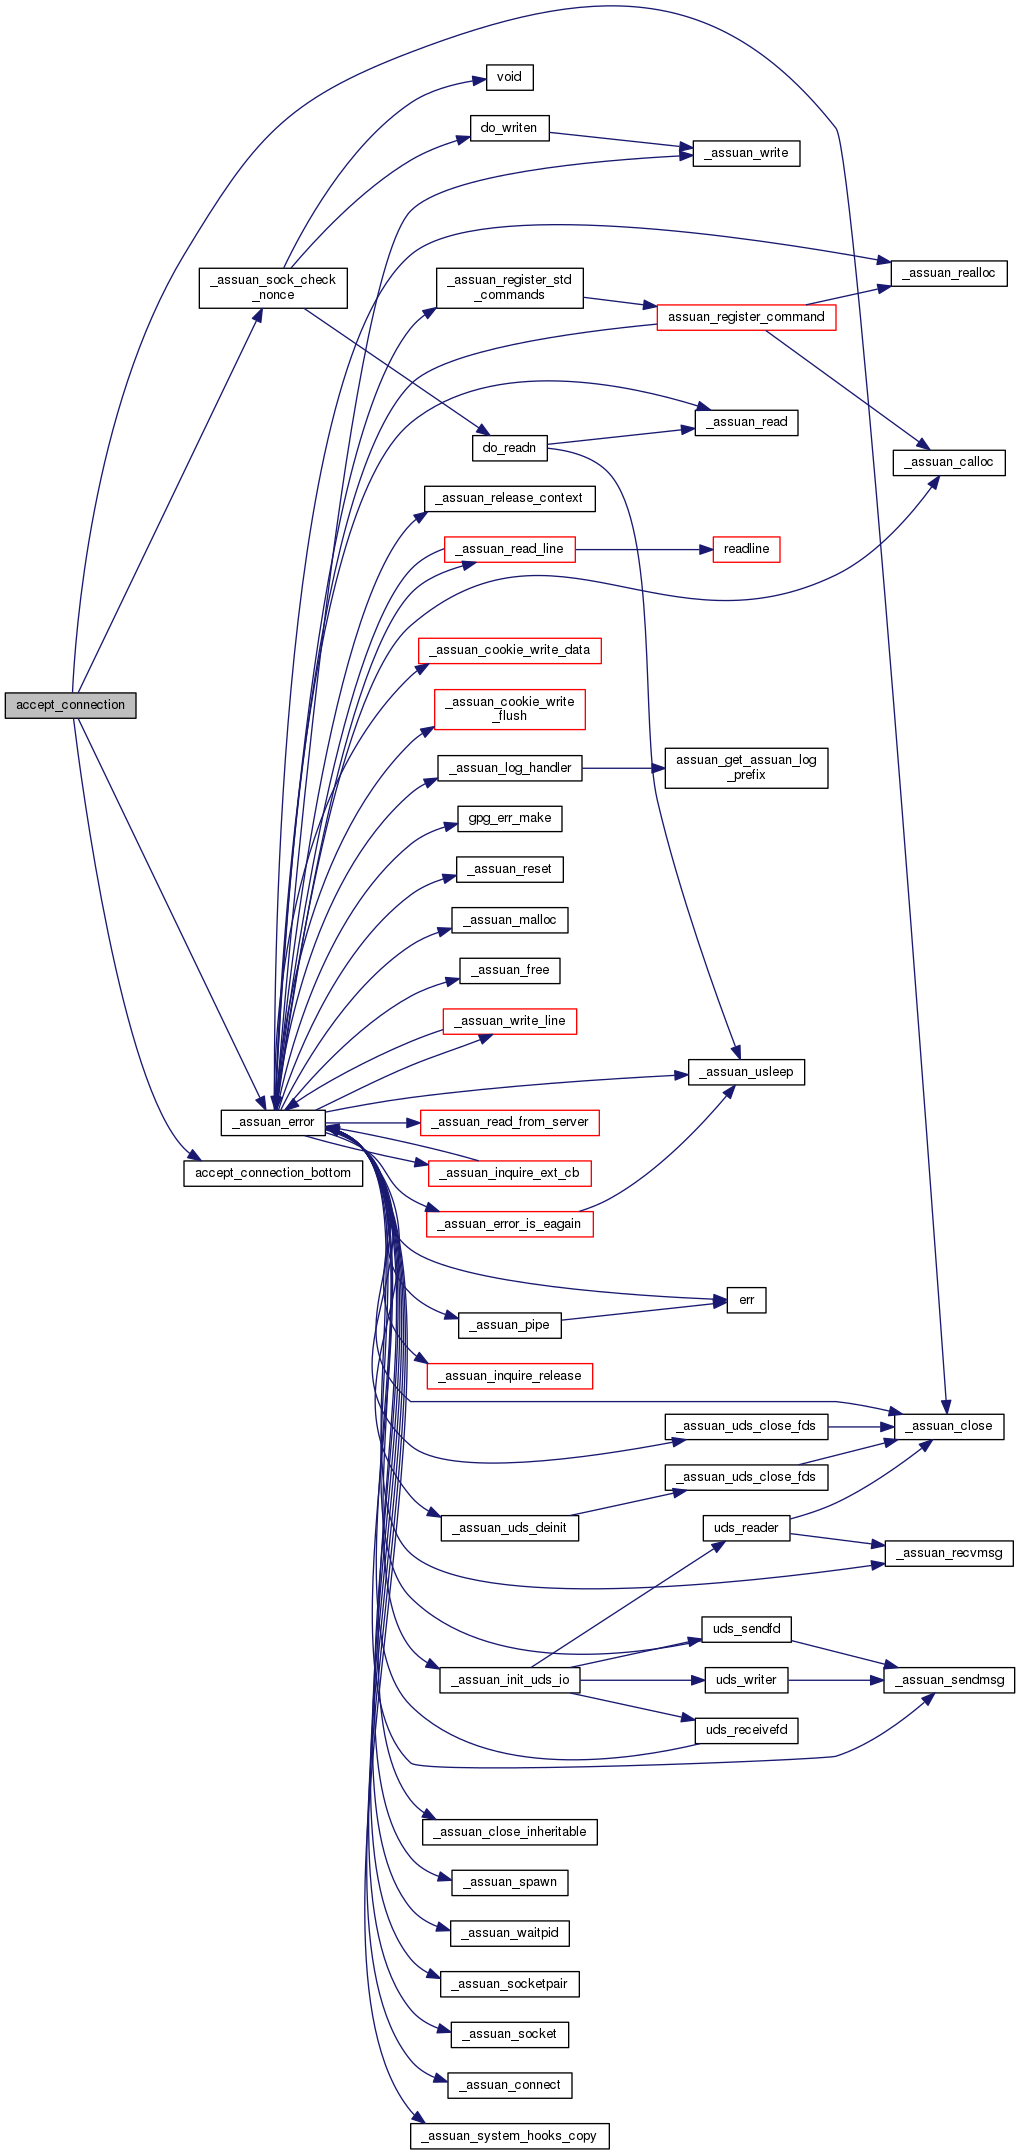 void
do_writen
_assuan_write
_assuan_sock_check
_nonce
_assuan_register_std
_commands
_assuan_realloc
assuan_register_command
_assuan_read
do_readn
_assuan_calloc
_assuan_release_context
_assuan_read_line
readline
_assuan_cookie_write_data
accept_connection
_assuan_cookie_write
_flush
_assuan_log_handler
assuan_get_assuan_log
_prefix
gpg_err_make
_assuan_reset
_assuan_malloc
_assuan_free
_assuan_write_line
_assuan_usleep
_assuan_error
_assuan_read_from_server
accept_connection_bottom
_assuan_inquire_ext_cb
_assuan_error_is_eagain
err
_assuan_pipe
_assuan_inquire_release
_assuan_uds_close_fds
_assuan_close
_assuan_uds_close_fds
_assuan_uds_deinit
uds_reader
_assuan_recvmsg
uds_sendfd
_assuan_init_uds_io
uds_writer
_assuan_sendmsg
uds_receivefd
_assuan_close_inheritable
_assuan_spawn
_assuan_waitpid
_assuan_socketpair
_assuan_socket
_assuan_connect
_assuan_system_hooks_copy